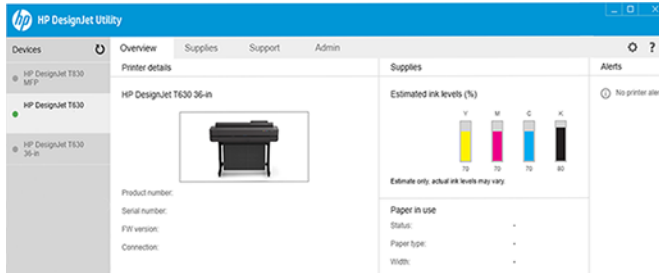 hp HP DesignJet Utility
Devices
HP DesignJet T830
MFP
HP DesignJet T630
HP DesignJet T630
36-in
Overview Supplies Support Admin
?
Printer details
HP DesignJet T630 36-in
Product number:
Serial number:
FW version:
Connection:
Supplies
Estimated ink levels (%)
Y M C K
70 70 70 80
Estimate only, actual ink levels may vary.
Paper in use
Status: -
Paper type: -
Width: -
Alerts
No printer aler